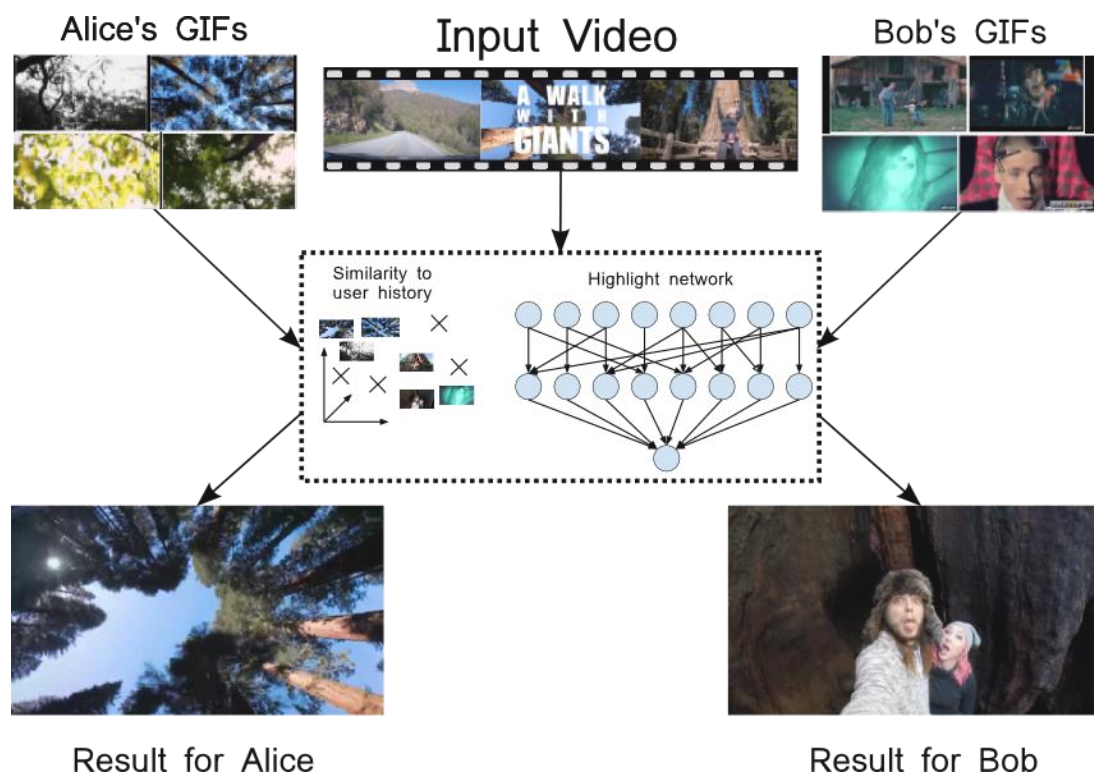 Alice's GIFs
Input Video
Bob's GIFs
A WALK
WITH
GIANTS
Similarity to
user history
Highlight network
Result for Alice
Result for Bob